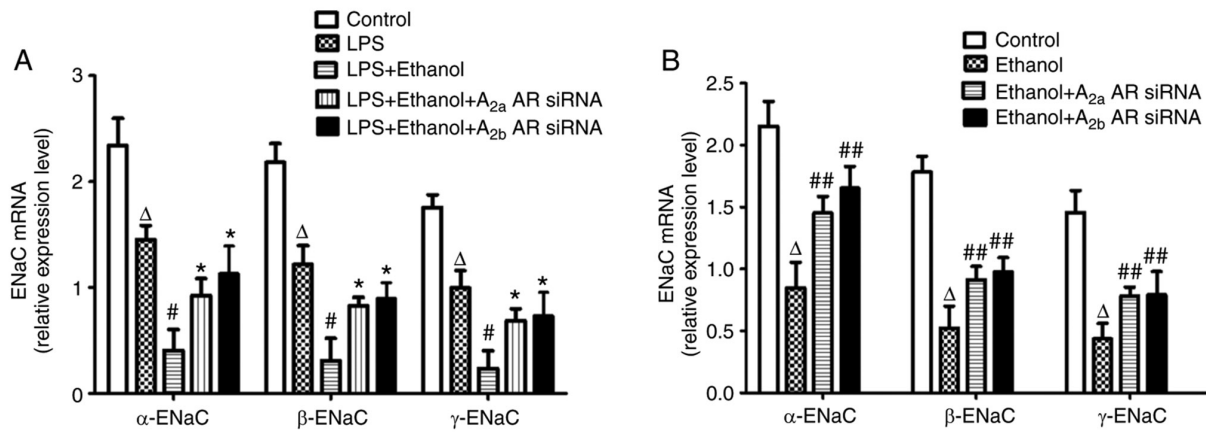 A
Control
LPS
LPS+Ethanol
LPS+Ethanol+A2a AR siRNA
LPS+Ethanol+A2b AR siRNA
ENaC mRNA
(relative expression level)
3
2
1
0
Δ
#
*
*
Δ
#
*
*
Δ
#
*
*
α-ENaC
β-ENaC
γ-ENaC
B
Control
Ethanol
Ethanol+A2a AR siRNA
Ethanol+A2b AR siRNA
ENaC mRNA
(relative expression level)
2.5
2.0
1.5
1.0
0.5
0.0
Δ
##
##
Δ
##
##
Δ
##
##
α-ENaC
β-ENaC
γ-ENaC